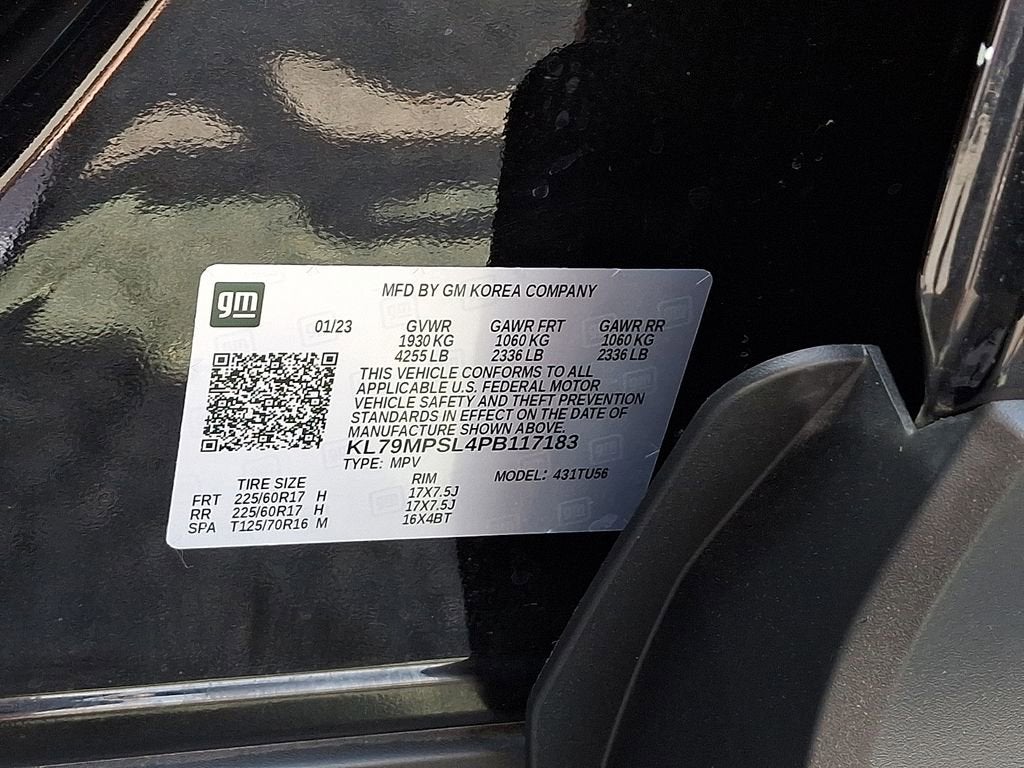 gm
MFD BY GM KOREA COMPANY
01/23 GVWR GAWR FRT GAWR RR
1930 KG 1060 KG 1060 KG
4255 LB 2336 LB 2336 LB
THIS VEHICLE CONFORMS TO ALL
APPLICABLE U.S. FEDERAL MOTOR
VEHICLE SAFETY AND THEFT PREVENTION
STANDARDS IN EFFECT ON THE DATE OF
MANUFACTURE SHOWN ABOVE.
KL79MPSL4PB117183
TYPE: MPV
TIRE SIZE RIM MODEL: 431TU56
FRT 225/60R17 H 17X7.5J
RR 225/60R17 H 17X7.5J
SPA T125/70R16 M 16X4BT